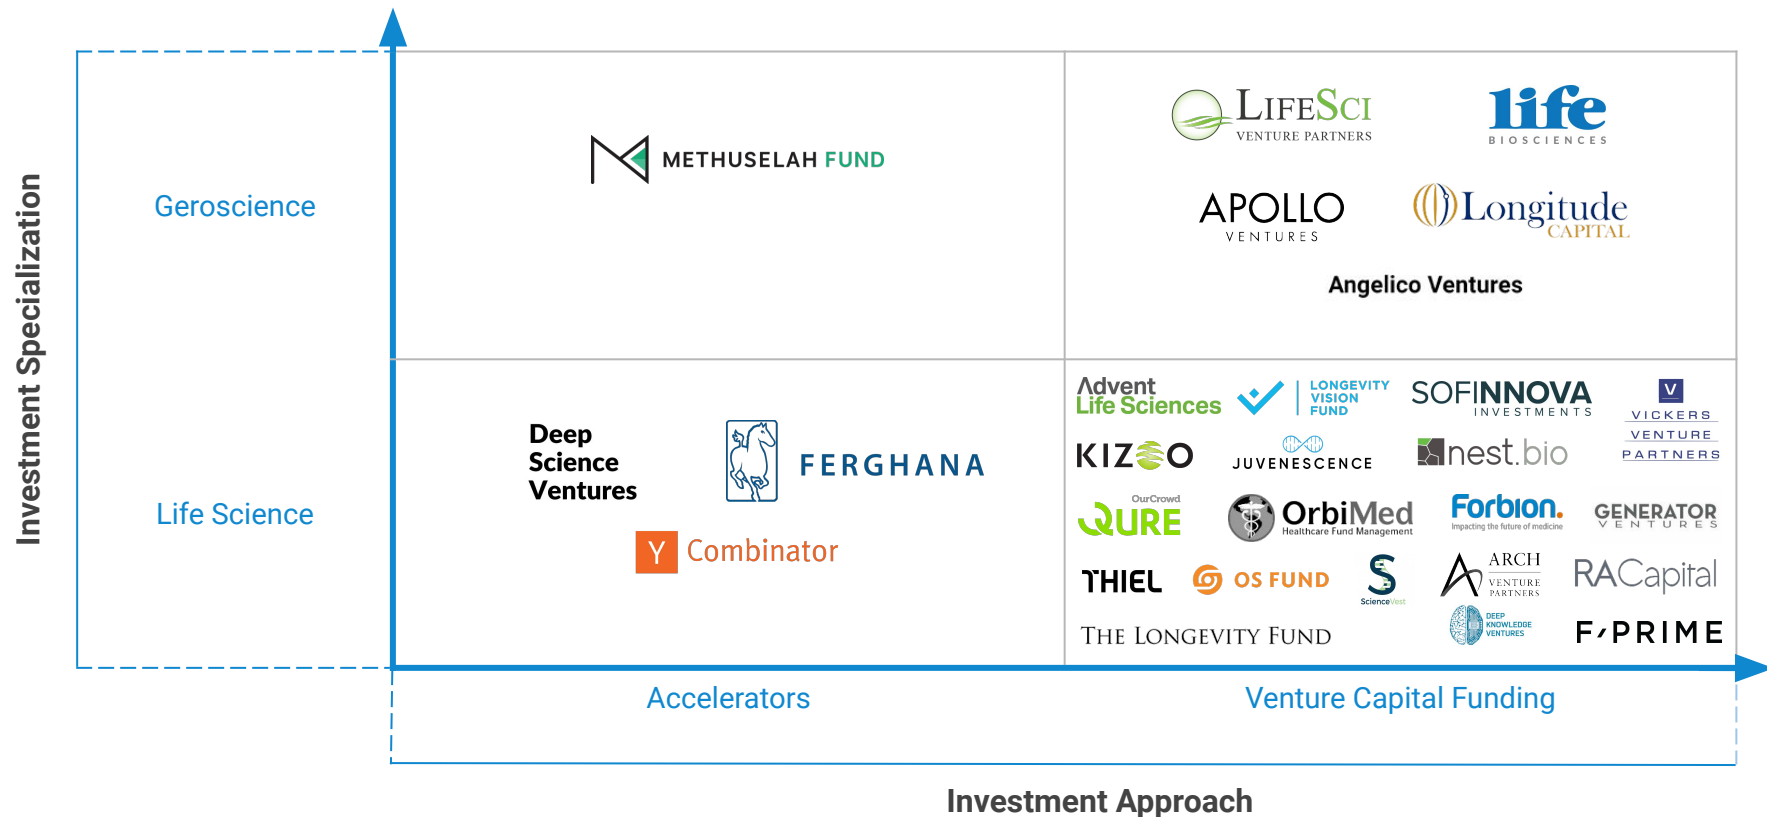 Investment Specialization
Geroscience
Life Science
METHUSELAH FUND
LIFESCI
VENTURE PARTNERS
life
BIOSCIENCES
APOLLO
VENTURES
Longitude
CAPITAL
Angelico Ventures
Deep
Science
Ventures
FERGHANA
Y Combinator
Advent
Life Sciences
LONGEVITY
VISION
FUND
SOFINNOVA
INVESTMENTS
V
VICKERS
VENTURE
PARTNERS
KIZOO
JUVENESCENCE
nest.bio
OurCrowd
QURE
OrbiMed
Healthcare Fund Management
Forbion.
Impacting the future of medicine
GENERATOR
VENTURES
THIEL
OS FUND
S
ScienceVest
ARCH
VENTURE
PARTNERS
RACapital
THE LONGEVITY FUND
DEEP
KNOWLEDGE
VENTURES
F/PRIME
Accelerators
Venture Capital Funding
Investment Approach